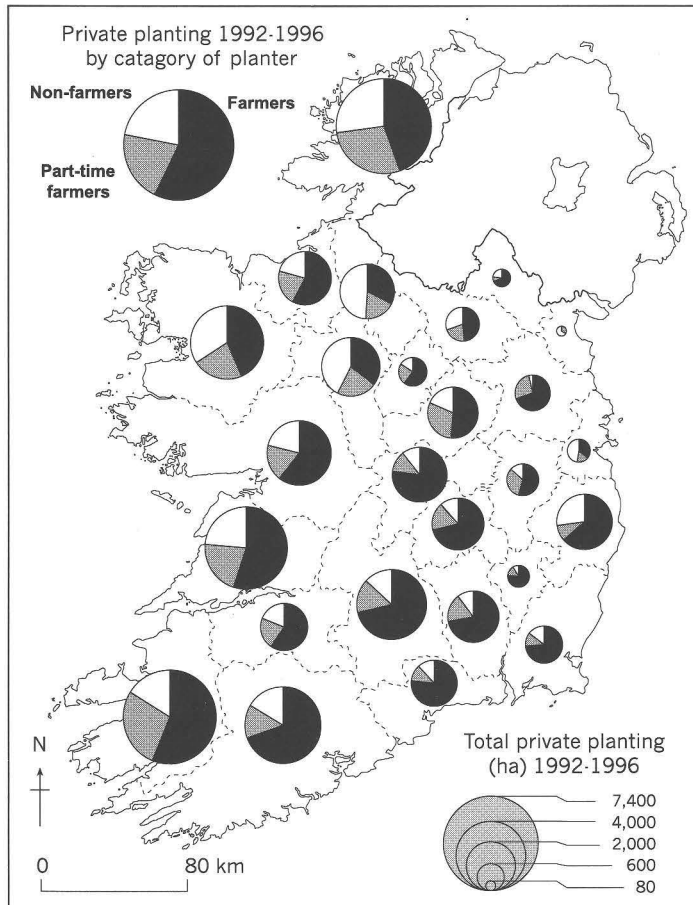 Private planting 1992-1996
by catagory of planter
Non-farmers
Farmers
Part-time
farmers
N
0
80 km
Total private planting
(ha) 1992-1996
7,400
4,000
2,000
600
80